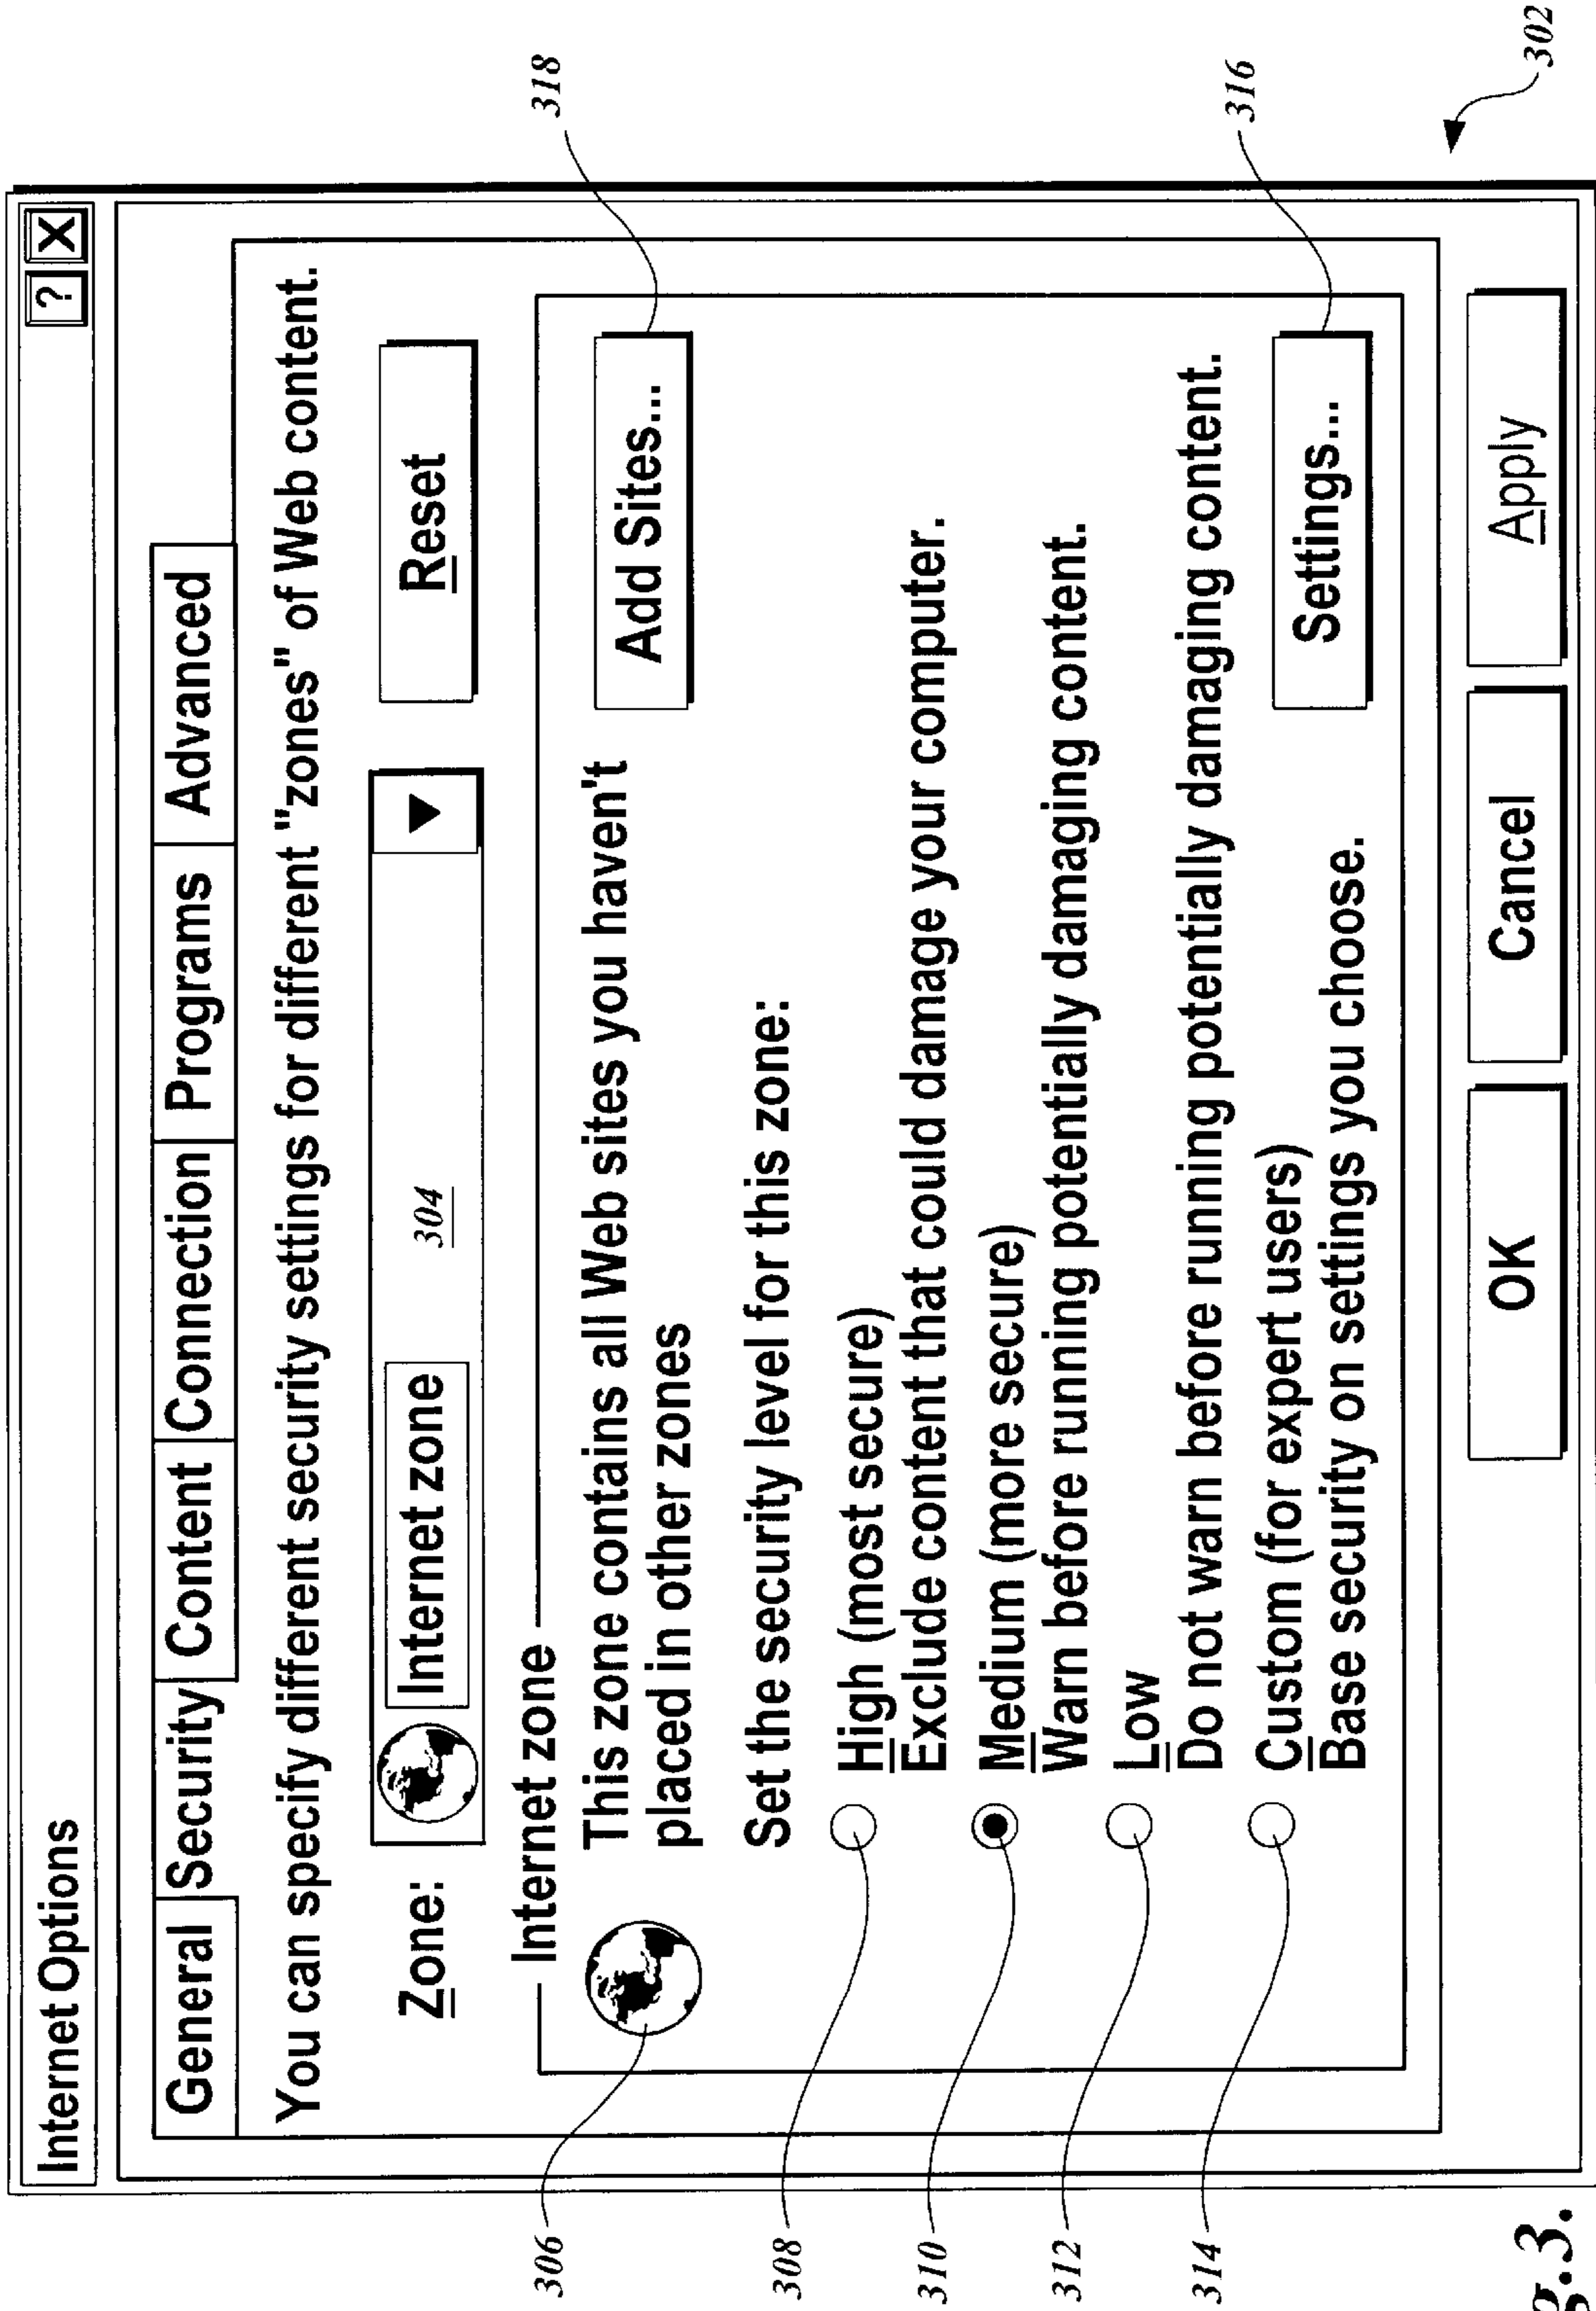 Internet Options
? X
General Security Content Connection Programs Advanced
You can specify different security settings for different "zones" of Web content.
Zone: Internet zone 304 Reset
Internet zone
306
This zone contains all Web sites you haven't
placed in other zones
Add Sites...
318
Set the security level for this zone:
308
High (most secure)
Exclude content that could damage your computer.
310
Medium (more secure)
Warn before running potentially damaging content.
312
Low
Do not warn before running potentially damaging content.
314
Custom (for expert users)
Base security on settings you choose.
Settings...
316
OK Cancel Apply
302
g.3.